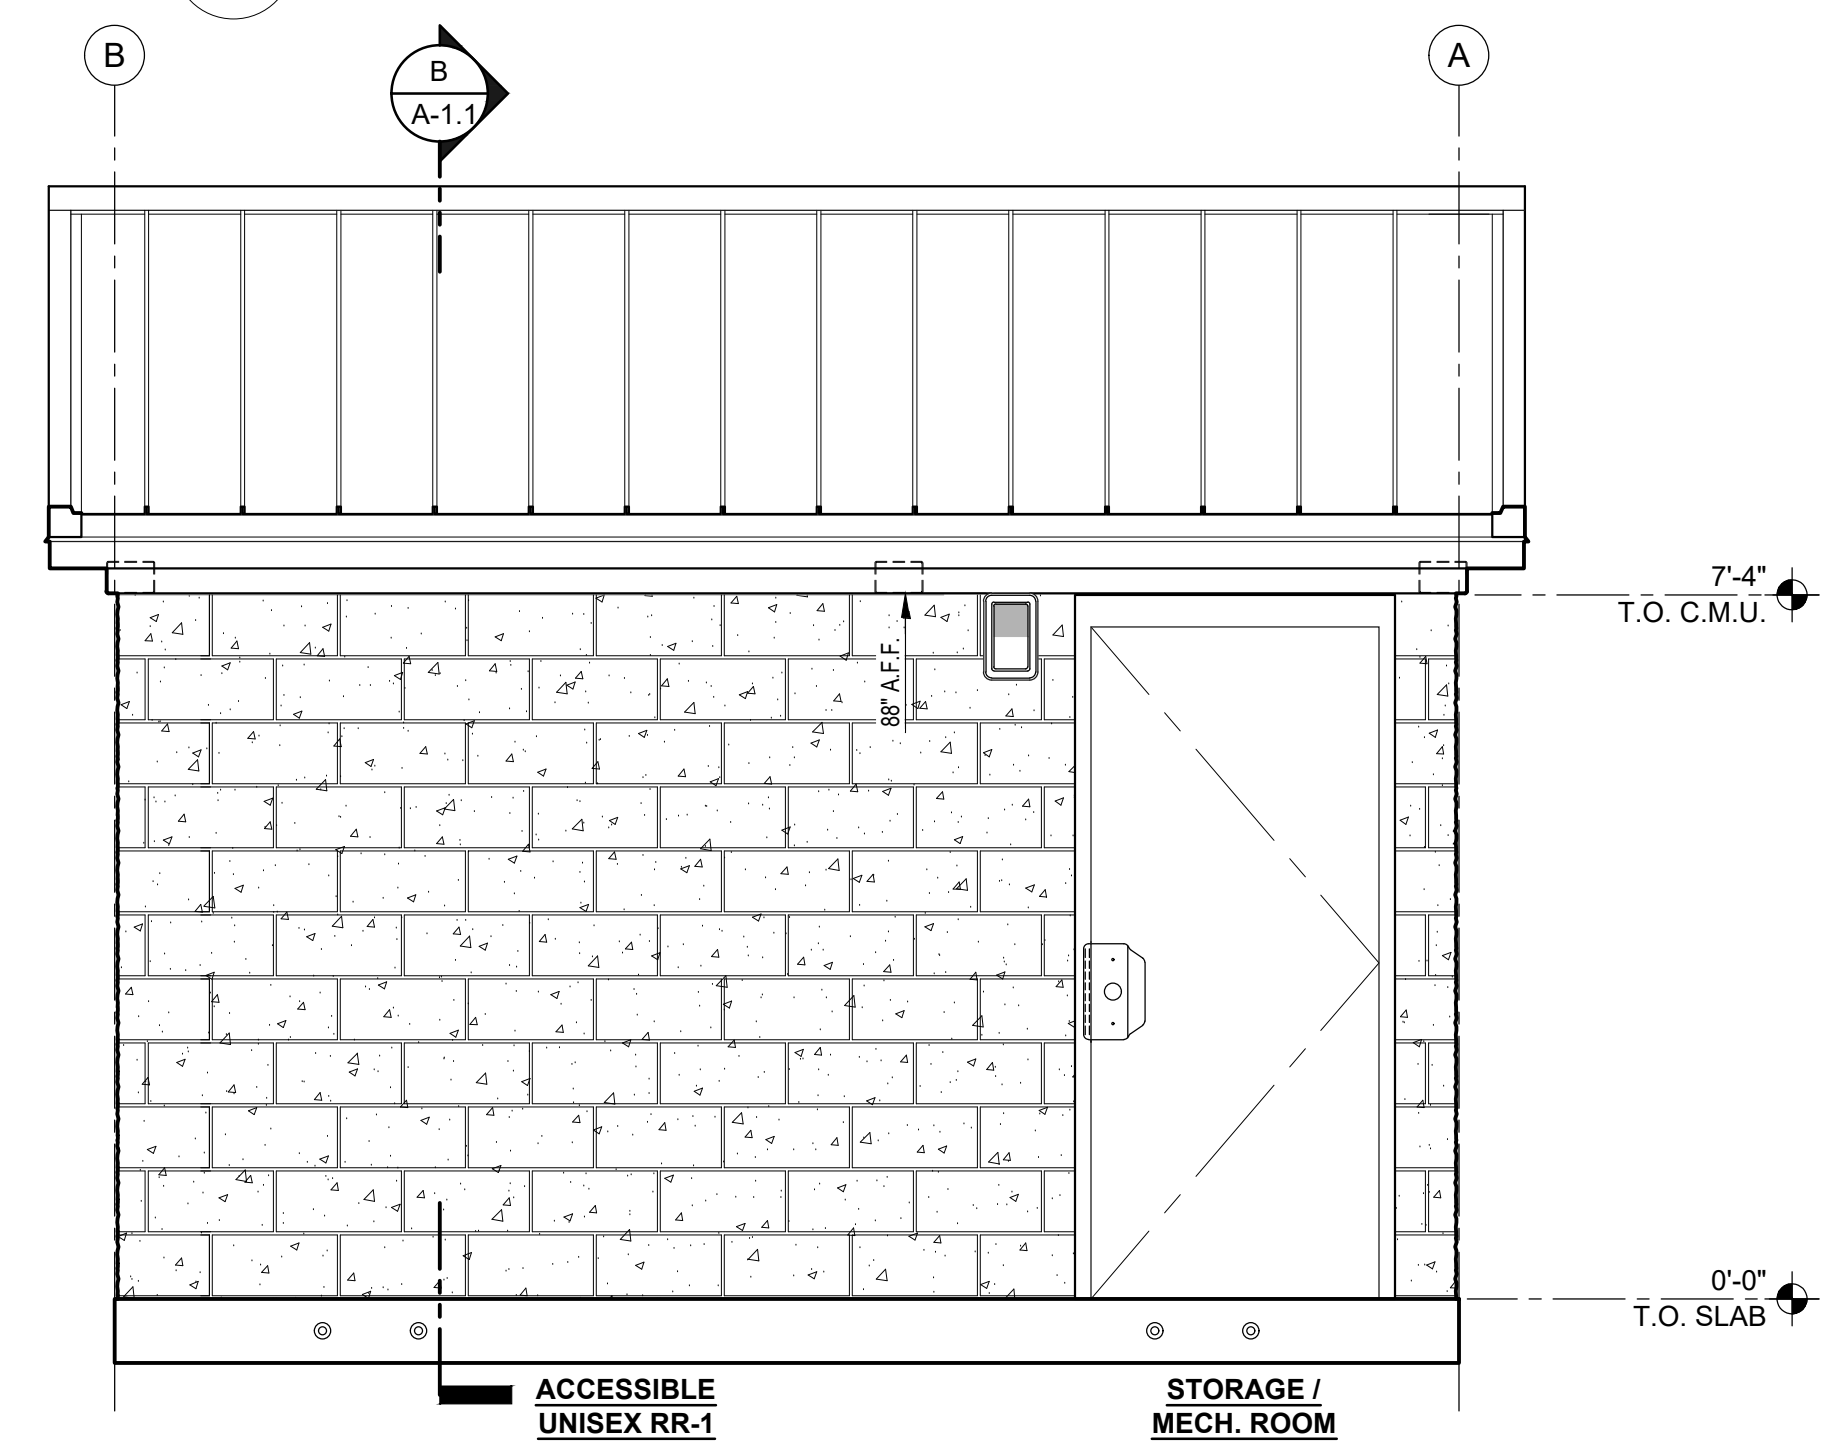 B
B
A-1.1
A
7'-4"
T.O. C.M.U.
88" A.F.F.
0'-0"
T.O. SLAB
ACCESSIBLE
UNISEX RR-1
STORAGE /
MECH. ROOM